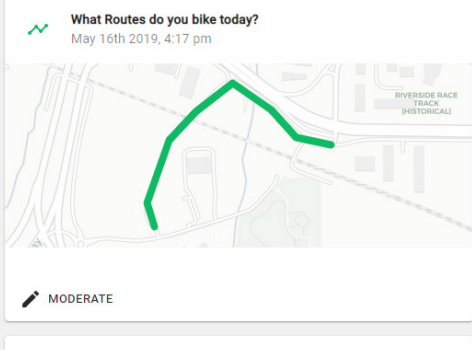 What Routes do you bike today?
May 16th 2019, 4:17 pm
RIVERSIDE RACE
TRACK
(HISTORICAL)
MODERATE